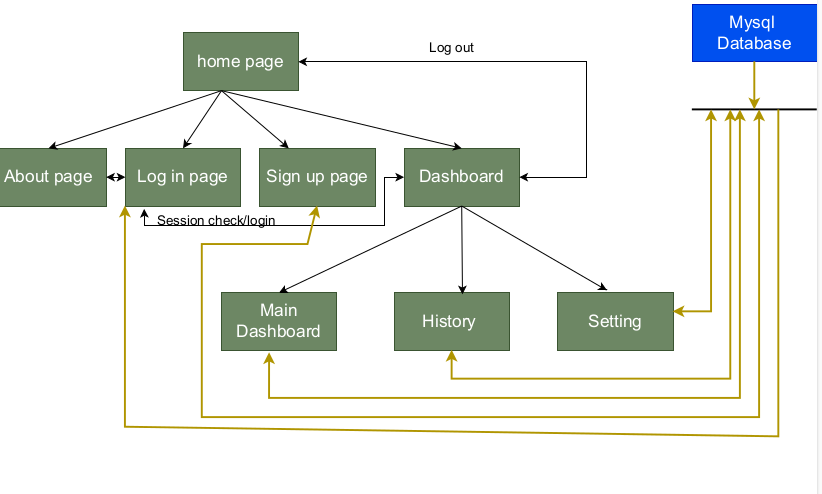 Mysql
Database
Log out
home page
About page
Log in page
Sign up page
Dashboard
Session check/login
Main
Dashboard
History
Setting